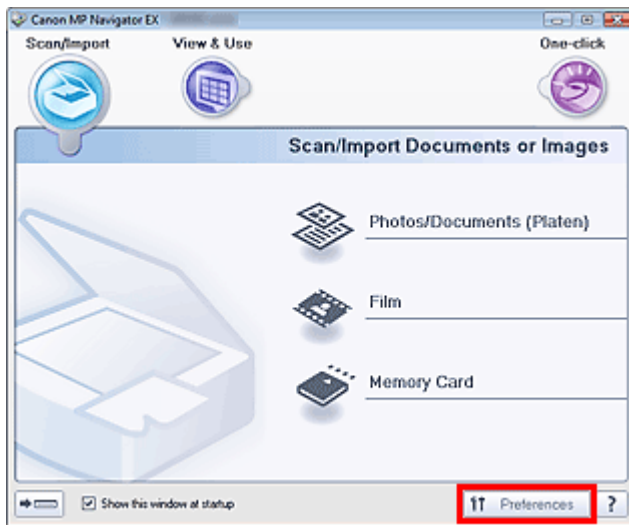 Canon MP Navigator EX
Scan/Import
View & Use
One-click
Scan/Import Documents or Images
Photos/Documents (Platen)
Film
Memory Card
Show this window at startup
Preferences
?